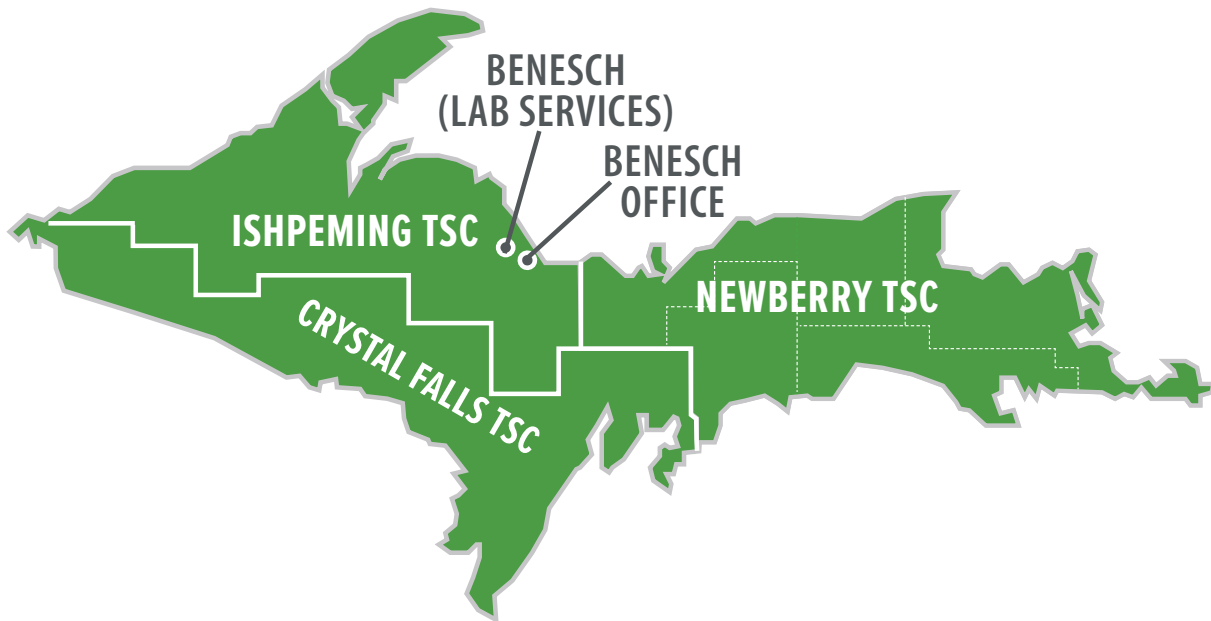 BENESCH
(LAB SERVICES)
BENESCH
OFFICE
ISHPEMING TSC
NEWBERRY TSC
CRYSTAL FALLS TSC